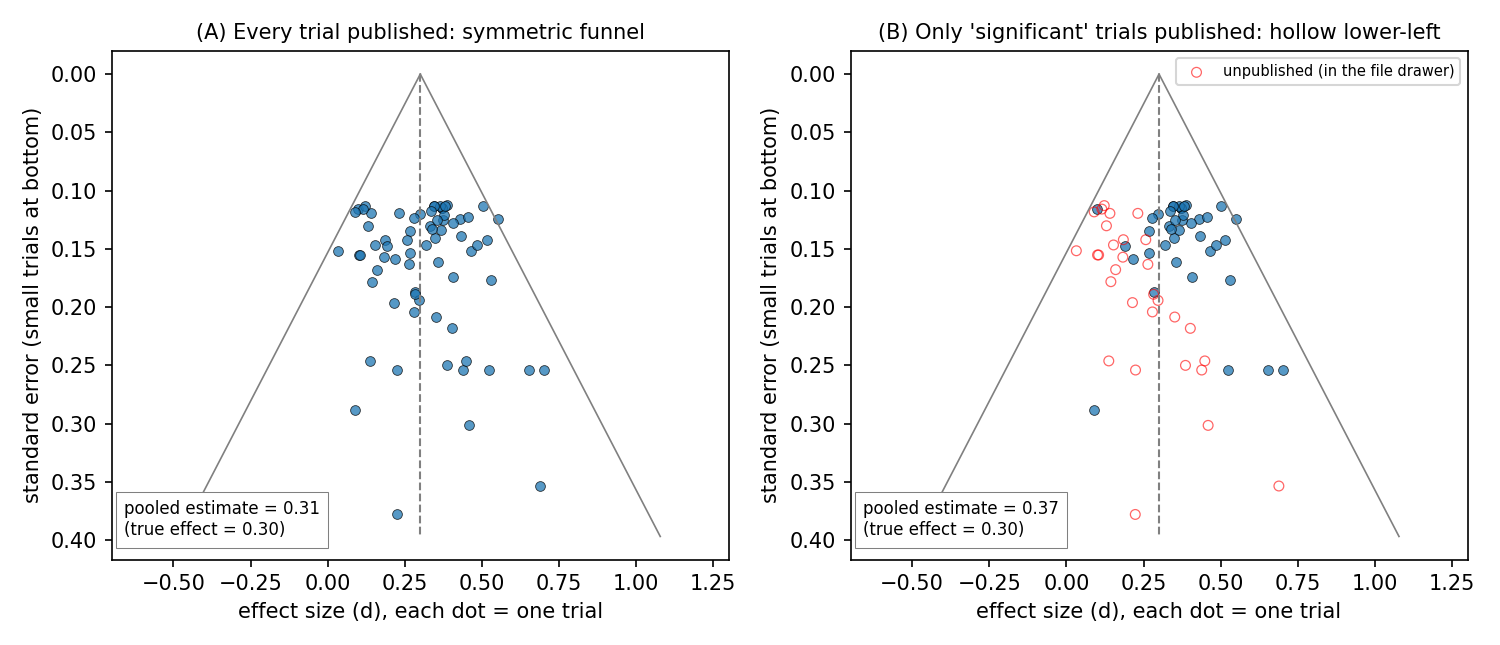 (A) Every trial published: symmetric funnel
0.00
0.05
0.10
0.15
0.20
0.25
0.30
0.35
0.40
standard error (small trials at bottom)
pooled estimate = 0.31
(true effect = 0.30)
−0.50 −0.25 0.00 0.25 0.50 0.75 1.00 1.25
effect size (d), each dot = one trial
(B) Only 'significant' trials published: hollow lower-left
unpublished (in the file drawer)
0.00
0.05
0.10
0.15
0.20
0.25
0.30
0.35
0.40
standard error (small trials at bottom)
pooled estimate = 0.37
(true effect = 0.30)
−0.50 −0.25 0.00 0.25 0.50 0.75 1.00 1.25
effect size (d), each dot = one trial